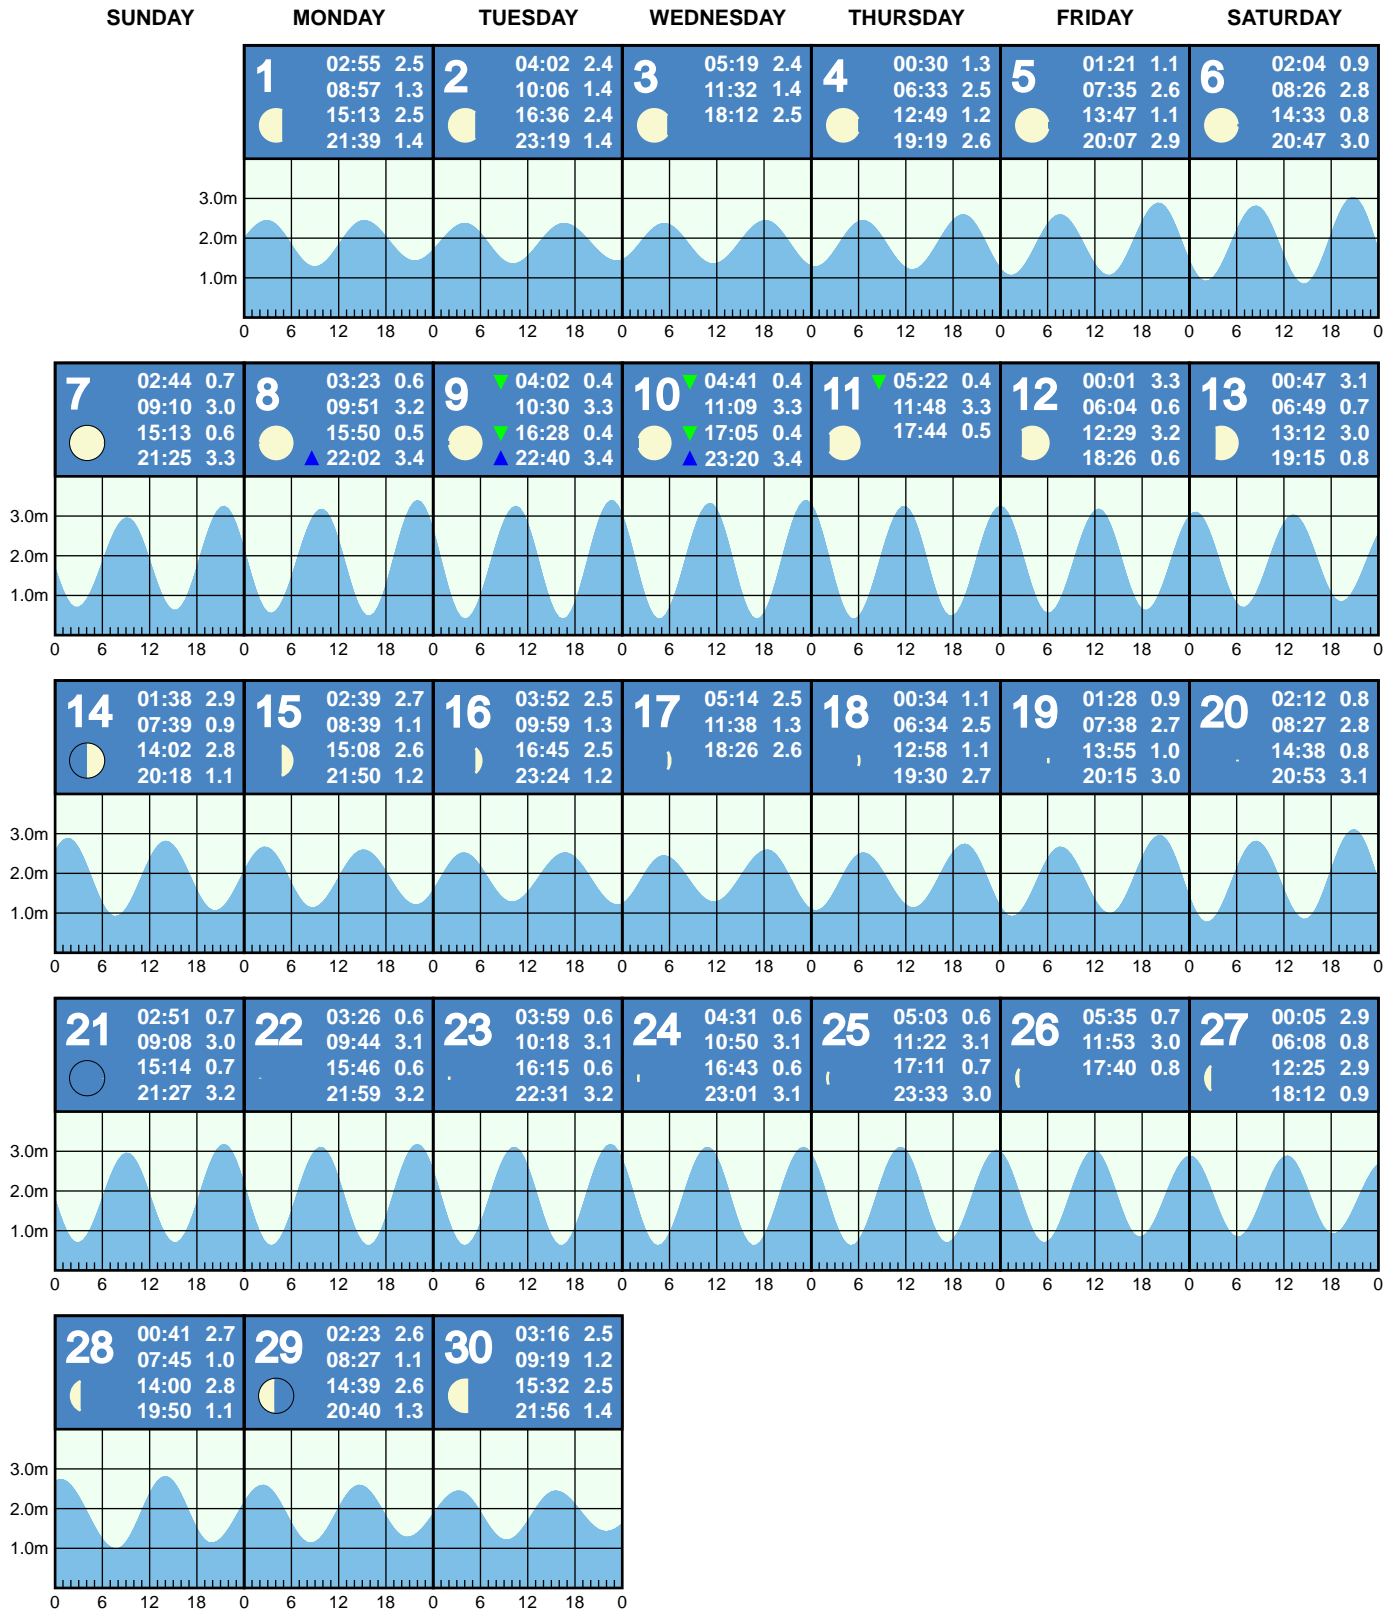 SUNDAY MONDAY TUESDAY WEDNESDAY THURSDAY FRIDAY SATURDAY
1 02:55 2.5
08:57 1.3
15:13 2.5
21:39 1.4
2 04:02 2.4
10:06 1.4
16:36 2.4
23:19 1.4
3 05:19 2.4
11:32 1.4
18:12 2.5
4 00:30 1.3
06:33 2.5
12:49 1.2
19:19 2.6
5 01:21 1.1
07:35 2.6
13:47 1.1
20:07 2.9
6 02:04 0.9
08:26 2.8
14:33 0.8
20:47 3.0
3.0m
2.0m
1.0m
0 6 12 18 0 6 12 18 0 6 12 18 0 6 12 18 0 6 12 18 0 6 12 18 0
7 02:44 0.7
09:10 3.0
15:13 0.6
21:25 3.3
8 03:23 0.6
09:51 3.2
15:50 0.5
22:02 3.4
9 04:02 0.4
10:30 3.3
16:28 0.4
22:40 3.4
10 04:41 0.4
11:09 3.3
17:05 0.4
23:20 3.4
11 05:22 0.4
11:48 3.3
17:44 0.5
12 00:01 3.3
06:04 0.6
12:29 3.2
18:26 0.6
13 00:47 3.1
06:49 0.7
13:12 3.0
19:15 0.8
3.0m
2.0m
1.0m
0 6 12 18 0 6 12 18 0 6 12 18 0 6 12 18 0 6 12 18 0 6 12 18 0 6 12 18 0
14 01:38 2.9
07:39 0.9
14:02 2.8
20:18 1.1
15 02:39 2.7
08:39 1.1
15:08 2.6
21:50 1.2
16 03:52 2.5
09:59 1.3
16:45 2.5
23:24 1.2
17 05:14 2.5
11:38 1.3
18:26 2.6
18 00:34 1.1
06:34 2.5
12:58 1.1
19:30 2.7
19 01:28 0.9
07:38 2.7
13:55 1.0
20:15 3.0
20 02:12 0.8
08:27 2.8
14:38 0.8
20:53 3.1
3.0m
2.0m
1.0m
0 6 12 18 0 6 12 18 0 6 12 18 0 6 12 18 0 6 12 18 0 6 12 18 0 6 12 18 0
21 02:51 0.7
09:08 3.0
15:14 0.7
21:27 3.2
22 03:26 0.6
09:44 3.1
15:46 0.6
21:59 3.2
23 03:59 0.6
10:18 3.1
16:15 0.6
22:31 3.2
24 04:31 0.6
10:50 3.1
16:43 0.6
23:01 3.1
25 05:03 0.6
11:22 3.1
17:11 0.7
23:33 3.0
26 05:35 0.7
11:53 3.0
17:40 0.8
27 00:05 2.9
06:08 0.8
12:25 2.9
18:12 0.9
3.0m
2.0m
1.0m
0 6 12 18 0 6 12 18 0 6 12 18 0 6 12 18 0 6 12 18 0 6 12 18 0 6 12 18 0
28 00:41 2.7
07:45 1.0
14:00 2.8
19:50 1.1
29 02:23 2.6
08:27 1.1
14:39 2.6
20:40 1.3
30 03:16 2.5
09:19 1.2
15:32 2.5
21:56 1.4
3.0m
2.0m
1.0m
0 6 12 18 0 6 12 18 0 6 12 18 0